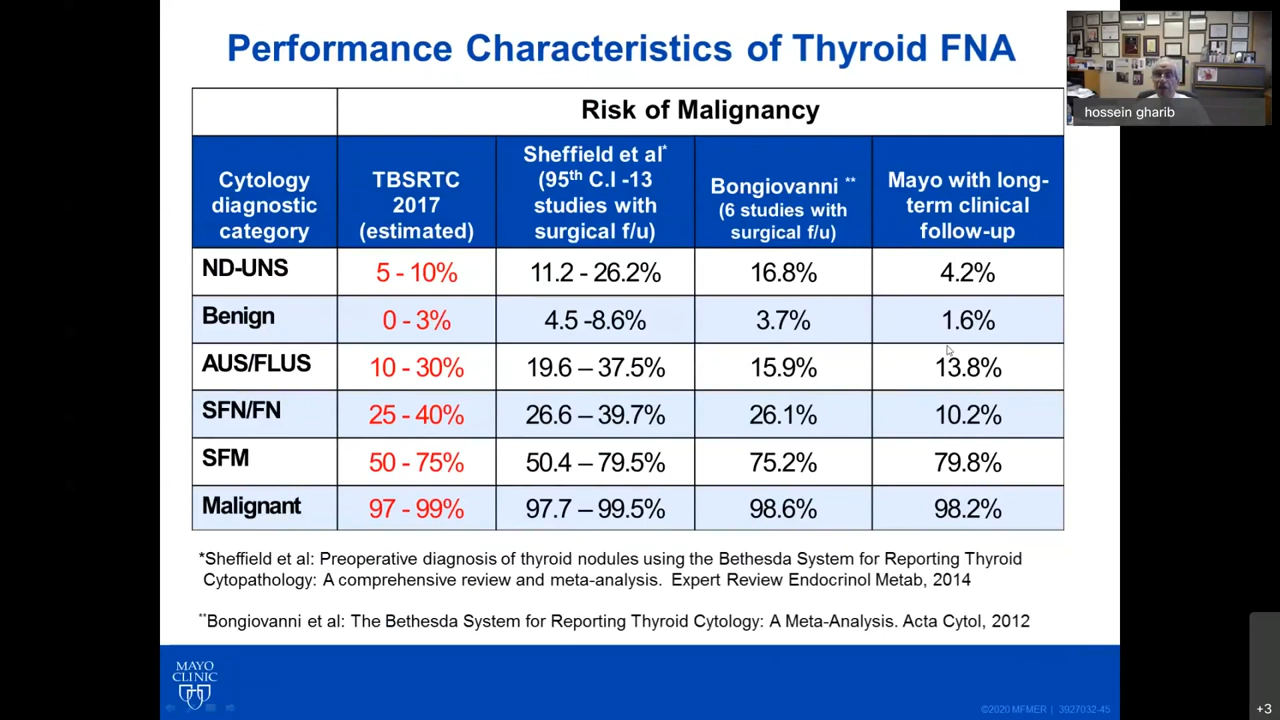 Performance Characteristics of Thyroid FNA
hossein gharib
Risk of Malignancy
Cytology diagnostic category
TBSRTC 2017 (estimated)
Sheffield et al* (95th C.I -13 studies with surgical f/u)
Bongiovanni ** (6 studies with surgical f/u)
Mayo with long-term clinical follow-up
ND-UNS 5 - 10% 11.2 - 26.2% 16.8% 4.2%
Benign 0 - 3% 4.5 -8.6% 3.7% 1.6%
AUS/FLUS 10 - 30% 19.6 – 37.5% 15.9% 13.8%
SFN/FN 25 - 40% 26.6 – 39.7% 26.1% 10.2%
SFM 50 - 75% 50.4 – 79.5% 75.2% 79.8%
Malignant 97 - 99% 97.7 – 99.5% 98.6% 98.2%
*Sheffield et al: Preoperative diagnosis of thyroid nodules using the Bethesda System for Reporting Thyroid
Cytopathology: A comprehensive review and meta-analysis. Expert Review Endocrinol Metab, 2014
**Bongiovanni et al: The Bethesda System for Reporting Thyroid Cytology: A Meta-Analysis. Acta Cytol, 2012
MAYO
CLINIC
©2020 MFMER | 3927032-45
+3